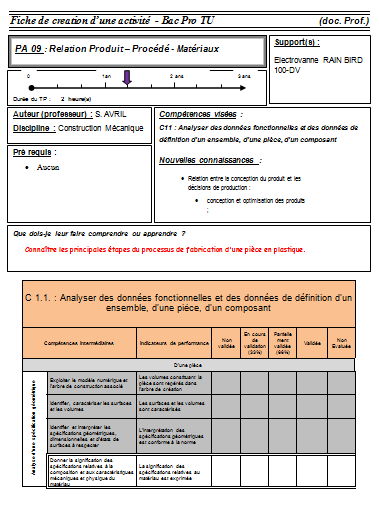 Fiche de creation d'une activité - Bac Pro TU (doc. Prof.)
PA 09 : Relation Produit – Procédé - Matériaux
Support(s) :
Electrovanne RAIN BIRD
100-DV
0 1an 2 ans 3 ans
Durée du TP : 2 heure(s)
Auteur (professeur) : S. AVRIL
Discipline : Construction Mécanique
Pré requis :
• Aucun
Compétences visées :
C11 : Analyser des données fonctionnelles et des données de
définition d'un ensemble, d'une pièce, d'un composant
Nouvelles connaissances :
• Relation entre la conception du produit et les
décisions de production :
• conception et optimisation des produits
;
Que dois-je leur faire comprendre ou apprendre ?
Connaître les principales étapes du processus de fabrication d'une pièce en plastique.
C 1.1. : Analyser des données fonctionnelles et des données de définition d'un
ensemble, d'une pièce, d'un composant
Compétences intermédiaires
Indicateurs de performance
Non
validée
En cours
de
validation
(33%)
Partielle
ment
validée
(66%)
Validée
Non
Evaluée
D'une pièce
Analyse d'une spécification géométrique
Exploiter le modèle numérique et
l'arbre de construction associé
Les volumes constituant la
pièce sont repérés dans
l'arbre de création
Identifier, caractériser les surfaces
et les volumes
Les surfaces et les volumes
sont caractérisés
Identifier et interpréter les
spécifications géométriques,
dimensionnelles et d'états de
surfaces à respecter
L'interprétation des
spécifications géométriques
est conforme à la norme
Donner la signification des
spécifications relatives à la
composition et aux caractéristiques
mécaniques et physique du
matériau
La signification des
spécifications relatives au
matériau est exprimée